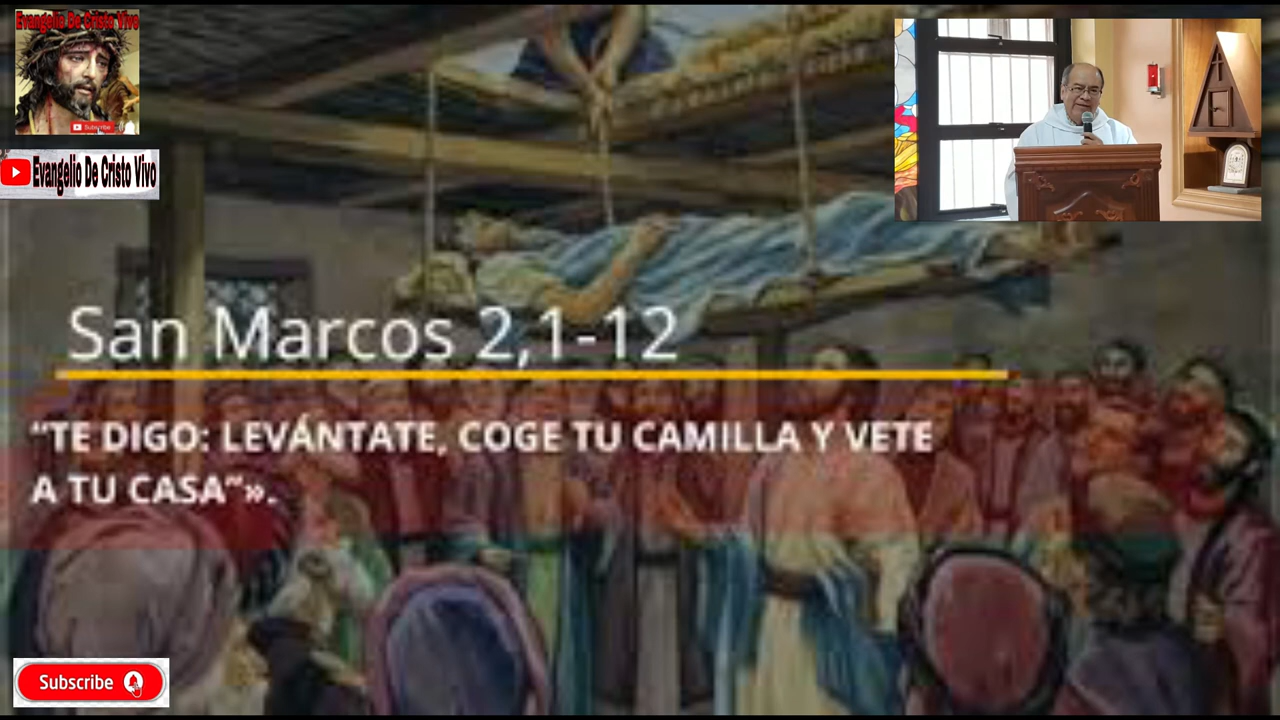 Evangelio De Cristo Vivo
Subscribe
Evangelio De Cristo Vivo
San Marcos 2,1-12
“TE DIGO: LEVÁNTATE, COGE TU CAMILLA Y VETE
A TU CASA”».
Subscribe